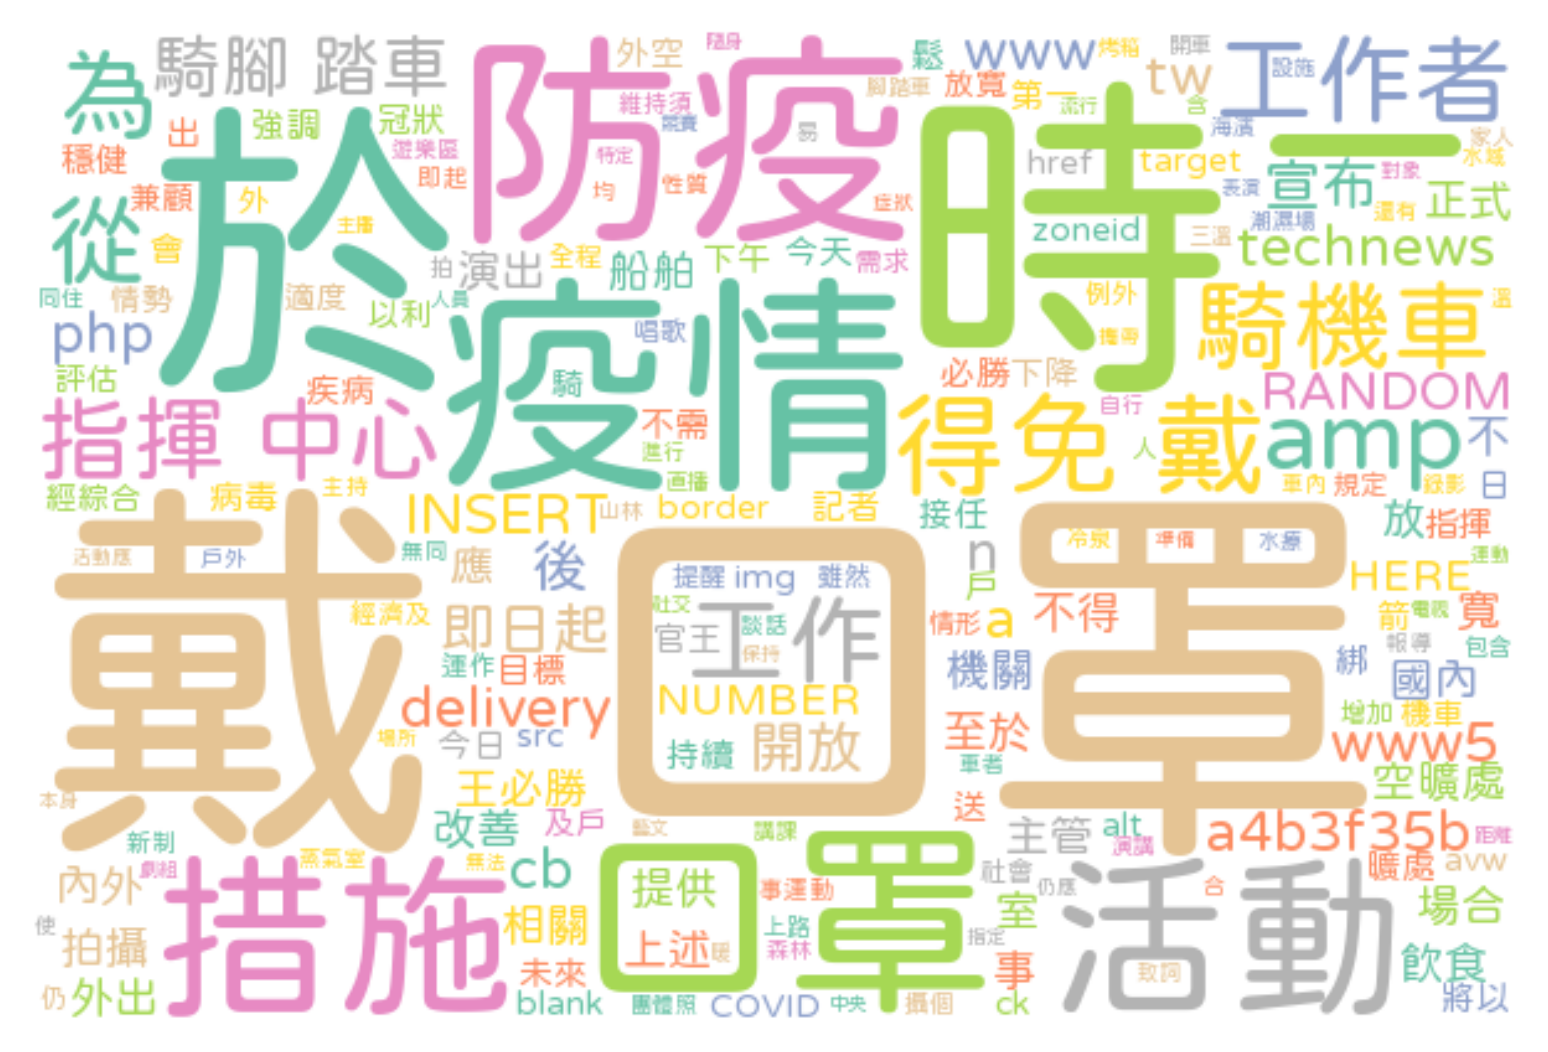 為
騎腳 踏車
外空
隨身
防疫
鬆
www
烤箱
開車
tw
工作者
設施
腳踏車
放寬
第一
流行
含
強調
冠狀
出
維持須
競賽
易
海濱
一
家人
水域
穩健
遊樂區
特定
href
target
宣布
對象
即起
均
性質
兼顧
外
症狀
表演
還有
正式
從
於
時
主播
潮濕場
zoneid
三溫
technews
會
拍
演出
全程
船舶
下午
今天
需求
同住
情勢
適度
以利
人員
例外
溫
php
唱歌
攜帶
騎機車
評估
疾病
疫情
騎
必勝
下降
RANDOM
指揮 中心
不需
自行
得免 戴
amp
不
進行
人
經綜合
病毒
主持
直播
車內
規定
錄影
日
INSERT
山林
border
記者
接任
放
指揮
活動應
戶外
無同
應
後
n
冷泉
準備
水療
運動
戴
口罩
提醒
img
雖然
戶
HERE
經濟及
即日起
社交
工作
官王
談話
保持
情形
a
不得
箭
電視
寬
報導
包含
運作
目標
機關
綁
國內
delivery
NUMBER
增加
機車
場所
今日
src
持續
開放
至於
www5
車者
王必勝
空曠處
本身
送
新制
改善
及戶
藝文
講課
主管
alt
演講
a4b3f35b
距離
劇組
蒸氣室
無法
cb
口罩
社會
曠處
avw
內外
措施
提供
事運動
仍應
活動
合
使
相關
上路
室
場合
拍攝
上述
暖
森林
指定
未來
事
致詞
飲食
仍
外出
blank
團體照
COVID
中央
攝個
ck
將以